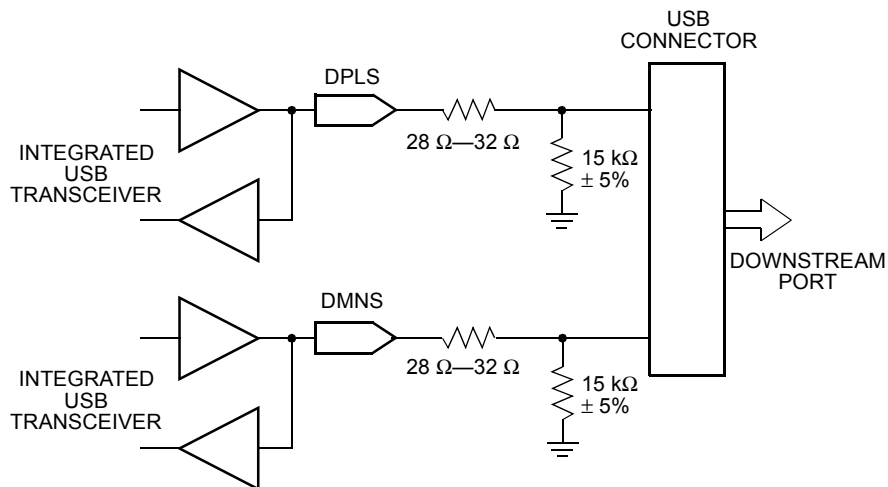 USB
CONNECTOR
DPLS
28 Ω—32 Ω
15 kΩ
± 5%
INTEGRATED
USB
TRANSCEIVER
DOWNSTREAM
PORT
DMNS
28 Ω—32 Ω
15 kΩ
± 5%
INTEGRATED
USB
TRANSCEIVER